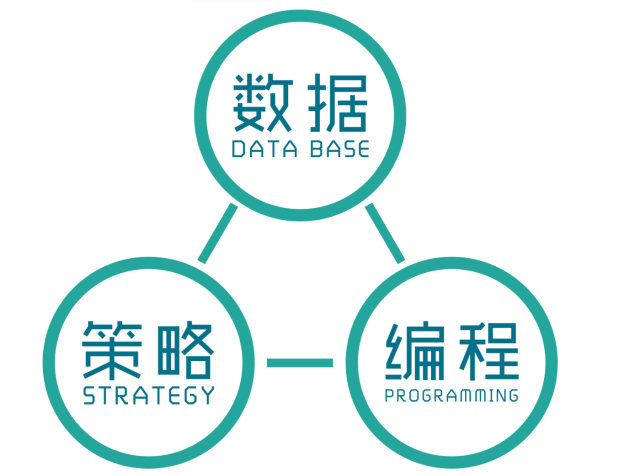 数据
DATA BASE
策略
STRATEGY
编程
PROGRAMMING